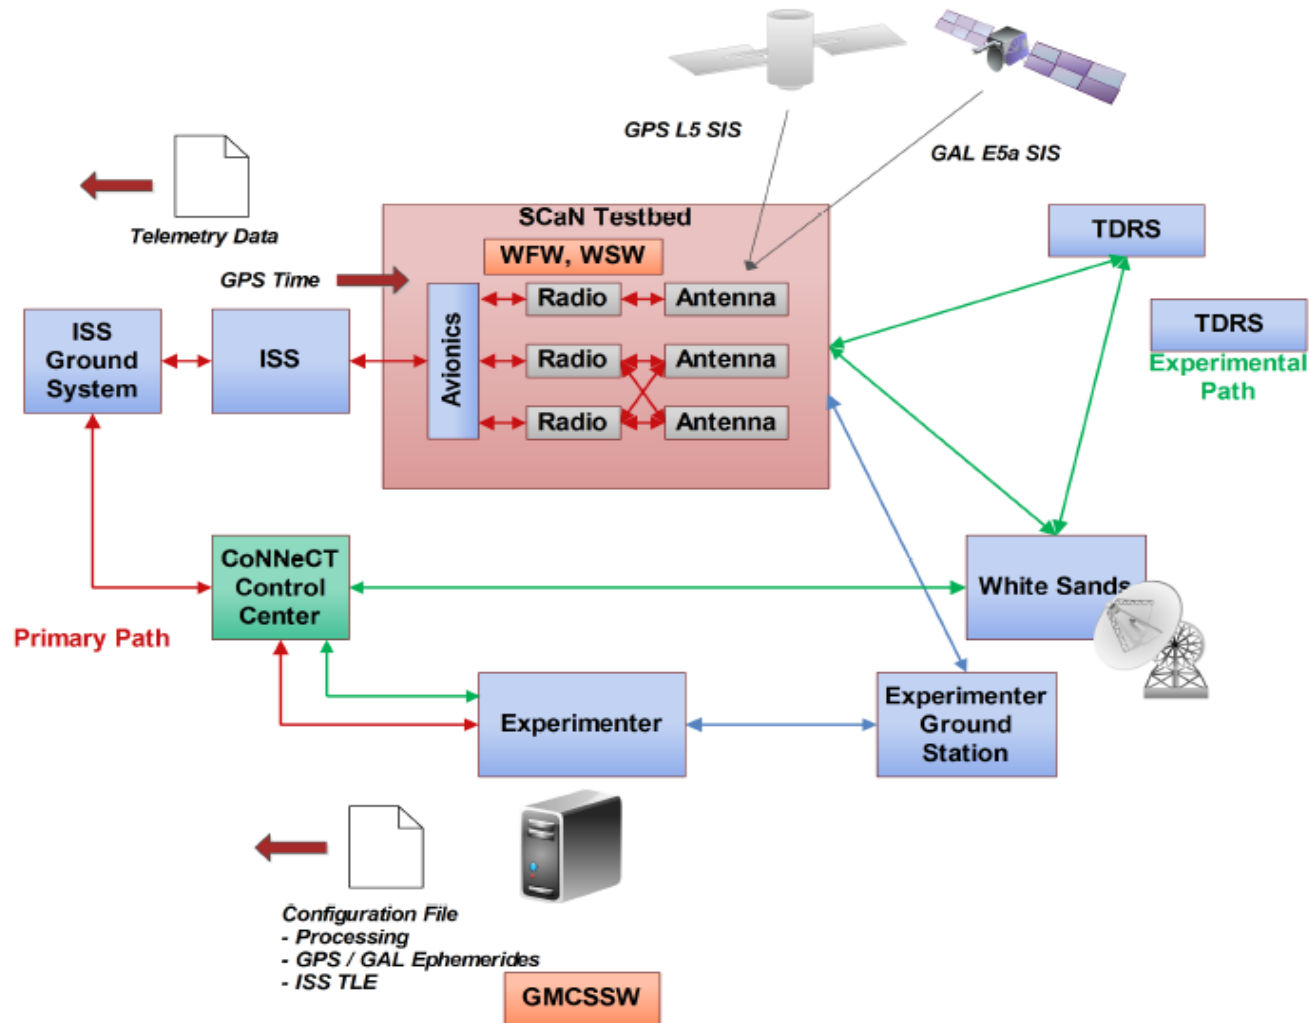 GPS L5 SIS
GAL E5a SIS
Telemetry Data
SCaN Testbed
WFW, WSW
TDRS
GPS Time
Radio
Antenna
TDRS
Experimental
Path
ISS
Ground
System
ISS
Avionics
Radio
Antenna
Radio
Antenna
CoNNeCT
Control
Center
White Sands
Primary Path
Experimenter
Experimenter
Ground
Station
Configuration File
- Processing
- GPS / GAL Ephemerides
- ISS TLE
GMCSSW